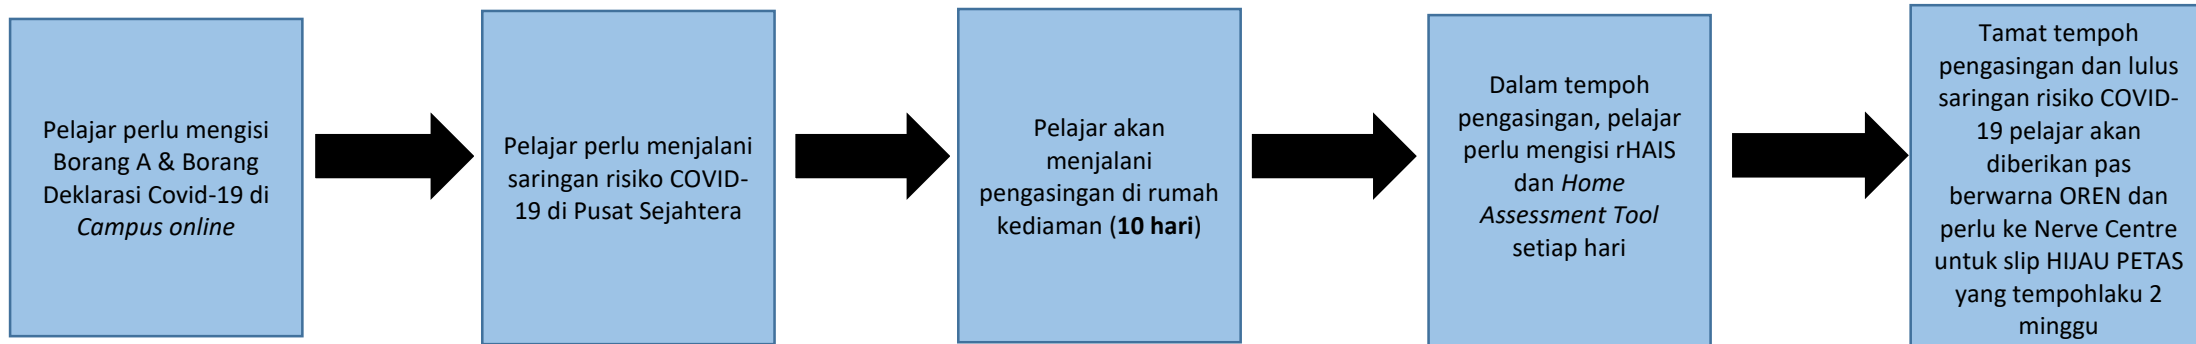 Pelajar perlu mengisi
Borang A & Borang
Deklarasi Covid-19 di
Campus online
Pelajar perlu menjalani
saringan risiko COVID-
19 di Pusat Sejahtera
Pelajar akan
menjalani
pengasingan di rumah
kediaman (10 hari)
Dalam tempoh
pengasingan, pelajar
perlu mengisi rHAIS
dan Home
Assessment Tool
setiap hari
Tamat tempoh
pengasingan dan lulus
saringan risiko COVID-
19 pelajar akan
diberikan pas
berwarna OREN dan
perlu ke Nerve Centre
untuk slip HIJAU PETAS
yang tempohlaku 2
minggu